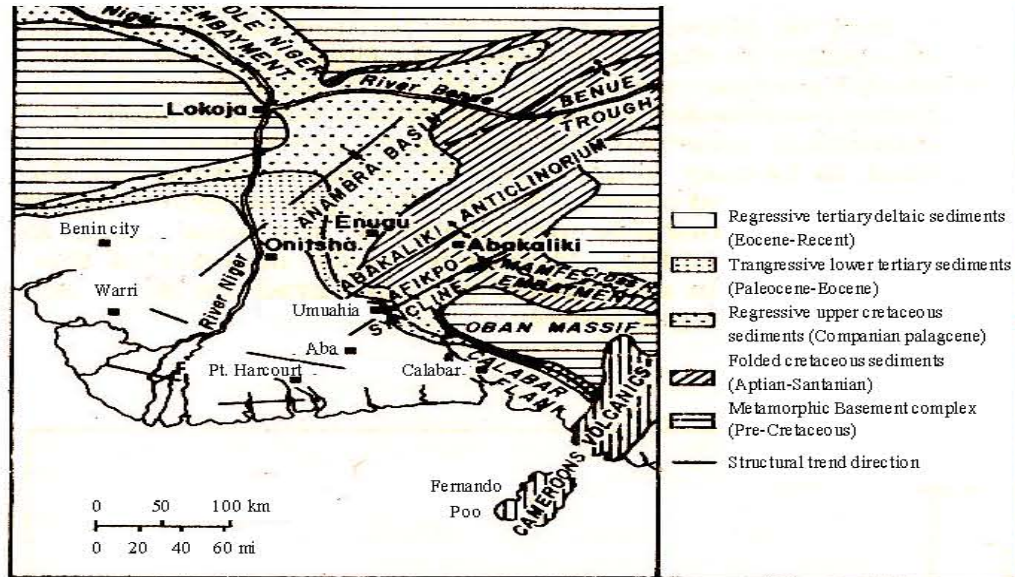 Niger
OLE NIGER
EMBAYMENT
River Benue
BENUE
TROUGH
Lokoja
ANAMBRA BASIN
ABAKALIKI ANTICLINORIUM
Enugu
Benin city
Onitsha
Abakaliki
AFIKPO
SYNCLINE
MAMFE
EMBAYMENT
Cross R
River Niger
Warri
Umuahia
OBAN MASSIF
Aba
Pt. Harcourt
Calabar
CALABAR
FLANK
CAMEROONS VOLCANICS
Fernando
Poo
0 50 100 km
0 20 40 60 mi
Regressive tertiary deltaic sediments
(Eocene-Recent)
Trangressive lower tertiary sediments
(Paleocene-Eocene)
Regressive upper cretaceous
sediments (Companian palagcene)
Folded cretaceous sediments
(Aptian-Santanian)
Metamorphic Basement complex
(Pre-Cretaceous)
Structural trend direction